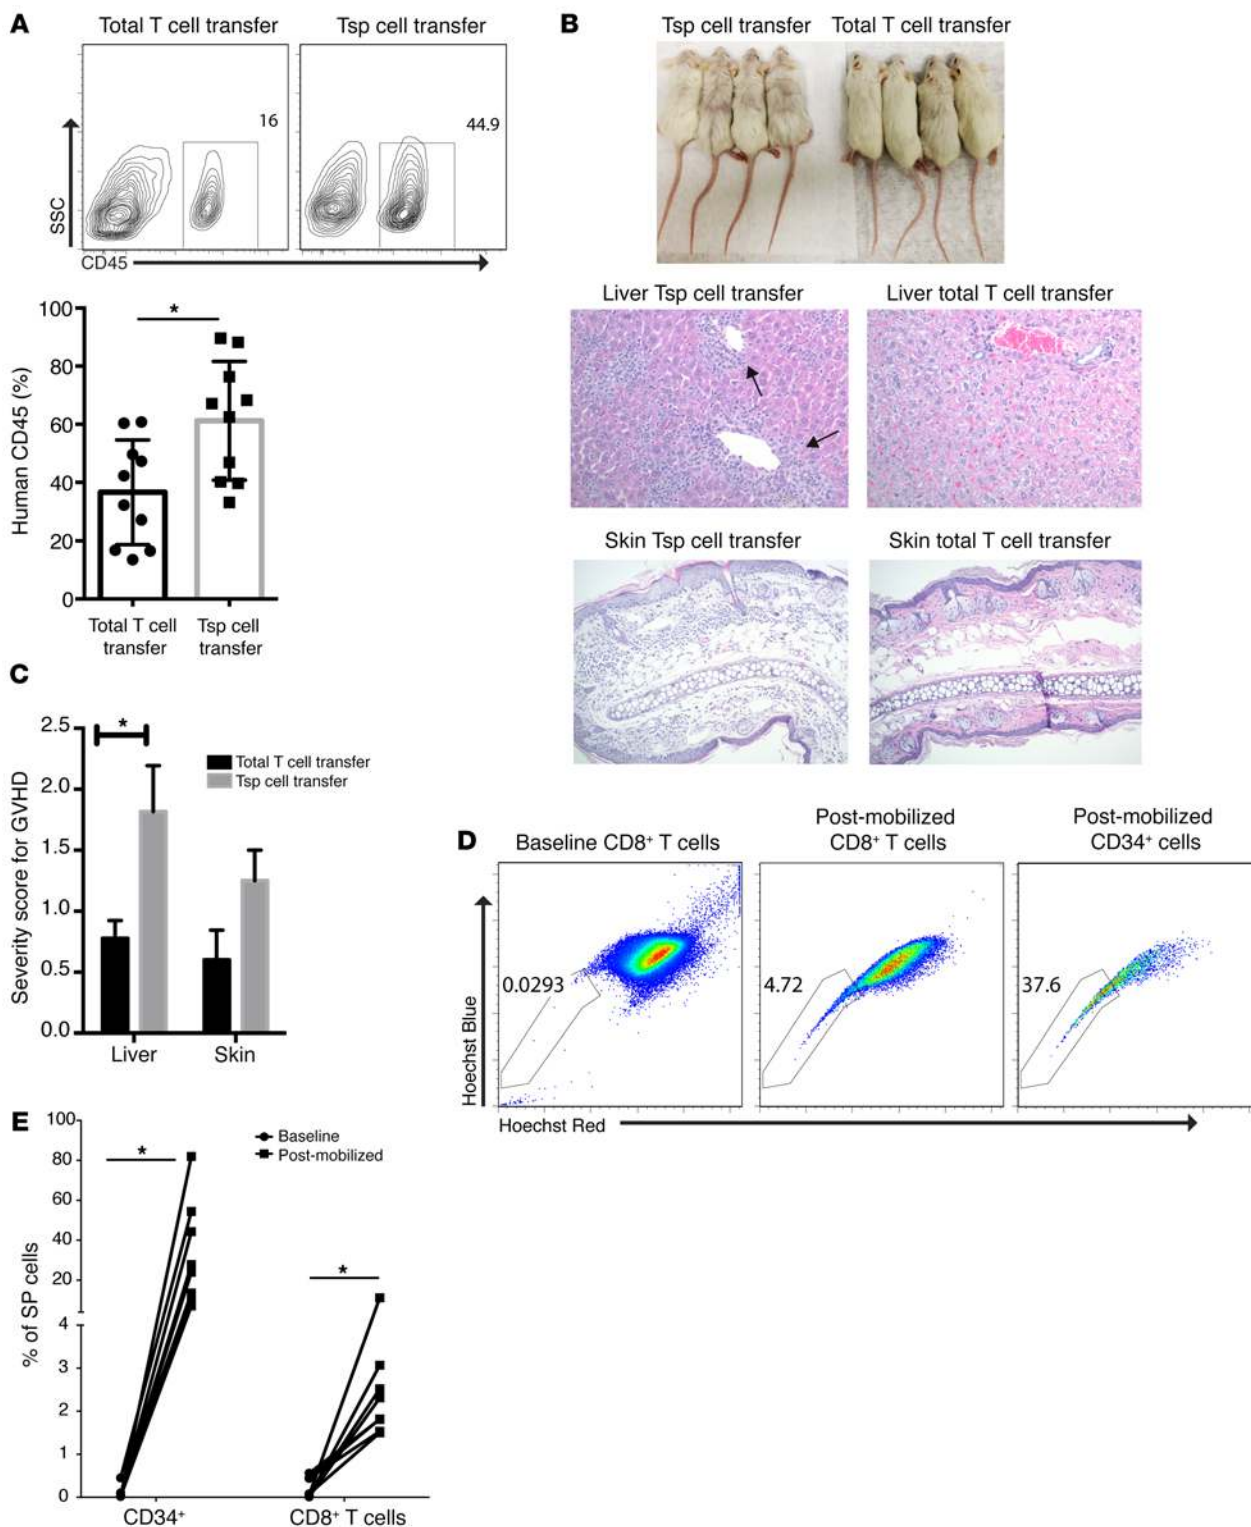 A
Total T cell transfer
Tsp cell transfer
16
44.9
SSC
CD45
Human CD45 (%)
100
80
60
40
20
0
*
Total T cell
transfer
Tsp cell
transfer
B
Tsp cell transfer
Total T cell transfer
Liver Tsp cell transfer
Liver total T cell transfer
Skin Tsp cell transfer
Skin total T cell transfer
C
Severity score for GVHD
2.5
2.0
1.5
1.0
0.5
0.0
*
Total T cell transfer
Tsp cell transfer
Liver
Skin
D
Baseline CD8⁺ T cells
Post-mobilized
CD8⁺ T cells
Post-mobilized
CD34⁺ cells
0.0293
4.72
37.6
Hoechst Blue
Hoechst Red
E
% of SP cells
100
80
60
40
20
4
3
2
1
0
*
*
Baseline
Post-mobilized
CD34⁺
CD8⁺ T cells